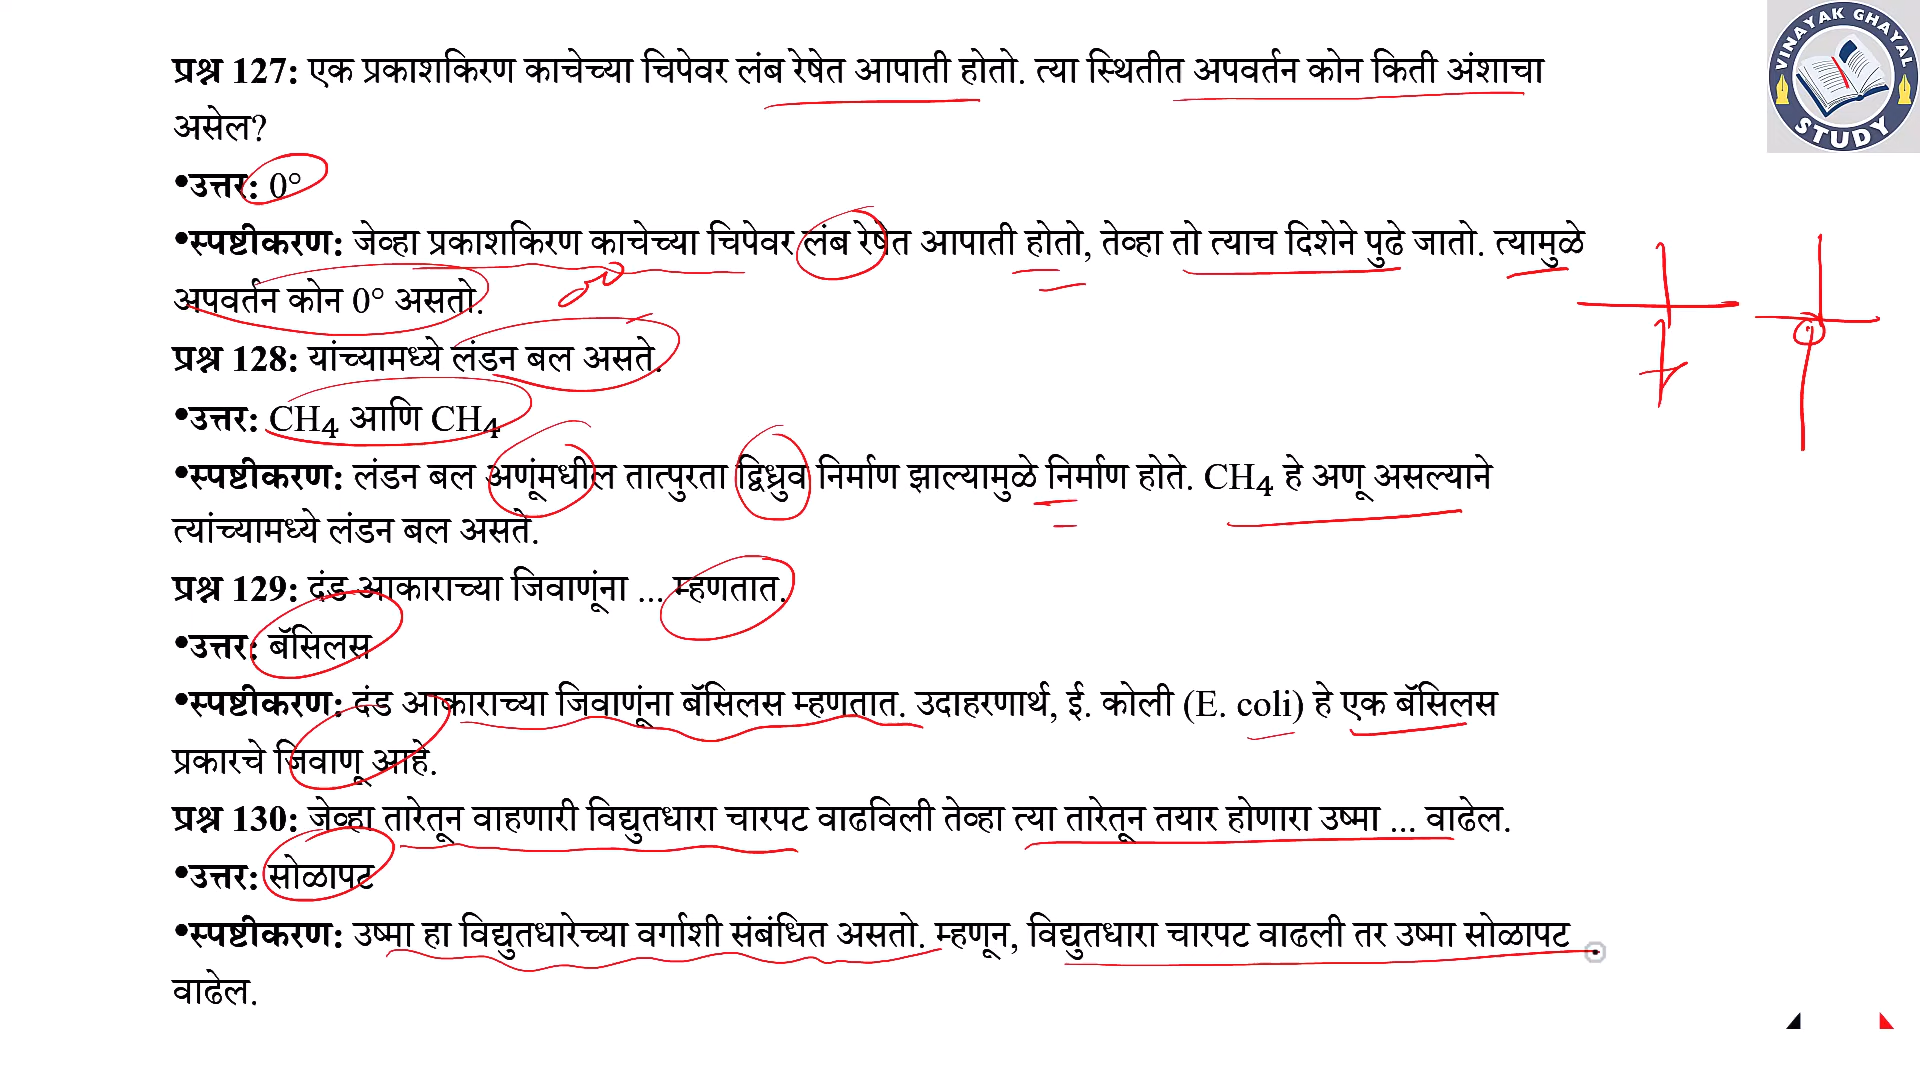 प्रश्न 127: एक प्रकाशकिरण काचेच्या चिपेवर लंब रेषेत आपाती होतो. त्या स्थितीत अपवर्तन कोन किती अंशाचा
असेल?
•उत्तर: 0°
•स्पष्टीकरण: जेव्हा प्रकाशकिरण काचेच्या चिपेवर लंब रेषेत आपाती होतो, तेव्हा तो त्याच दिशेने पुढे जातो. त्यामुळे
अपवर्तन कोन 0° असतो.
प्रश्न 128: यांच्यामध्ये लंडन बल असते.
•उत्तर: CH₄ आणि CH₄
•स्पष्टीकरण: लंडन बल अणूंमधील तात्पुरता द्विध्रुव निर्माण झाल्यामुळे निर्माण होते. CH₄ हे अणू असल्याने
त्यांच्यामध्ये लंडन बल असते.
प्रश्न 129: दंड आकाराच्या जिवाणूंना ... म्हणतात.
•उत्तर: बॅसिलस
•स्पष्टीकरण: दंड आकाराच्या जिवाणूंना बॅसिलस म्हणतात. उदाहरणार्थ, ई. कोली (E. coli) हे एक बॅसिलस
प्रकारचे जिवाणू आहे.
प्रश्न 130: जेव्हा तारेतून वाहणारी विद्युतधारा चारपट वाढविली तेव्हा त्या तारेतून तयार होणारा उष्मा ... वाढेल.
•उत्तर: सोळापट
•स्पष्टीकरण: उष्मा हा विद्युतधारेच्या वर्गाशी संबंधित असतो. म्हणून, विद्युतधारा चारपट वाढली तर उष्मा सोळापट
वाढेल.
VINAYAK GHAYAL
STUDY